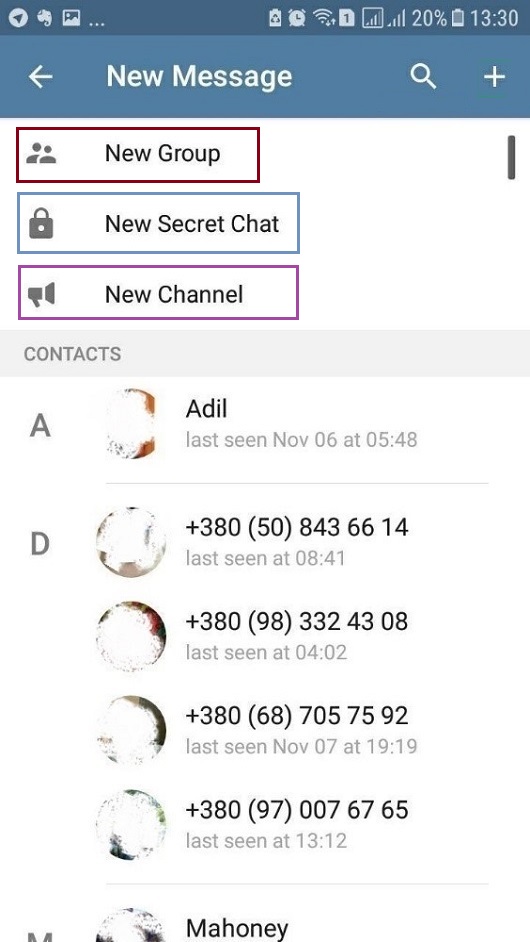 ... 1 20% 13:30
New Message
New Group
New Secret Chat
New Channel
CONTACTS
A
Adil
last seen Nov 06 at 05:48
D
+380 (50) 843 66 14
last seen at 08:41
+380 (98) 332 43 08
last seen at 04:02
+380 (68) 705 75 92
last seen Nov 07 at 19:19
+380 (97) 007 67 65
last seen at 13:12
M
Mahoney